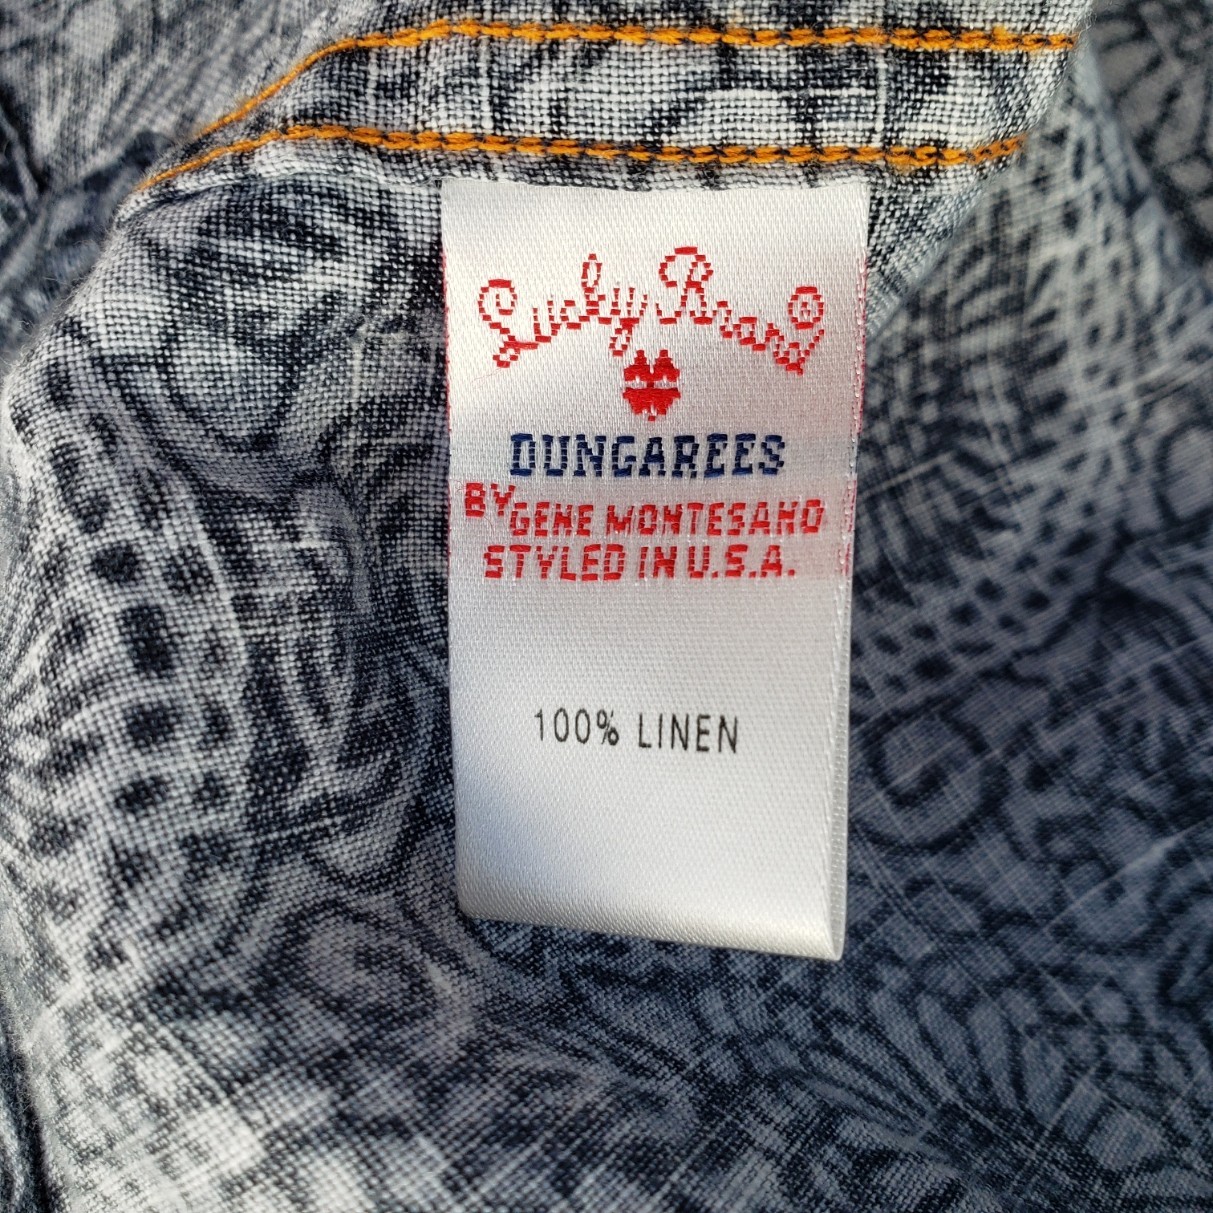 Lucky Brand®
DUNGAREES
BY GENE MONTESANO
STYLED IN U.S.A.
100% LINEN